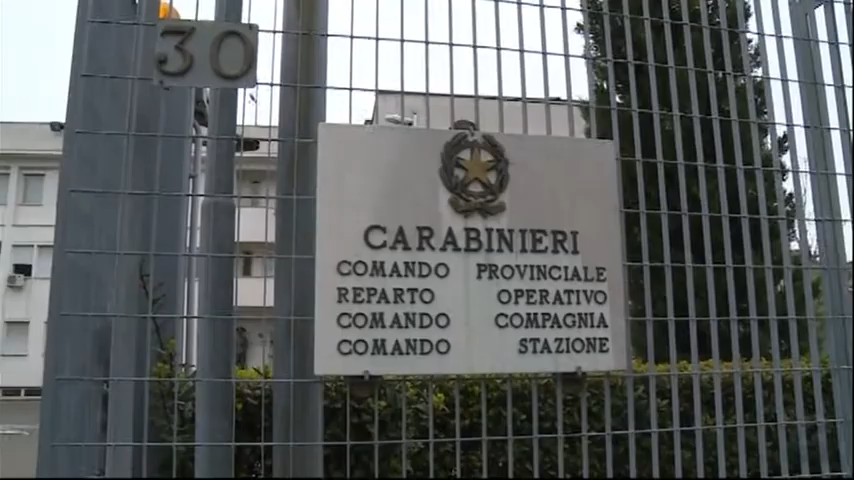 30
CARABINIERI
COMANDO PROVINCIALE
REPARTO OPERATIVO
COMANDO COMPAGNIA
COMANDO STAZIONE